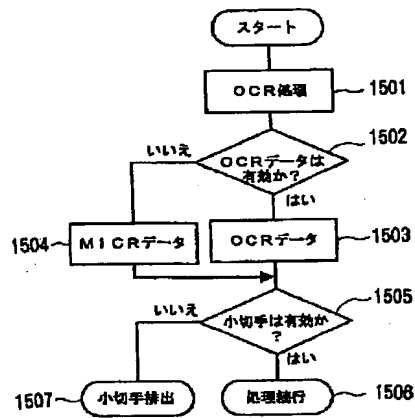 スタート
OCR処理
1501
1502
いいえ
OCRデータは
有効か?
はい
1504
MICRデータ
OCRデータ
1503
1505
いいえ
小切手は有効か
?
はい
1507
小切手排出
処理続行
1506